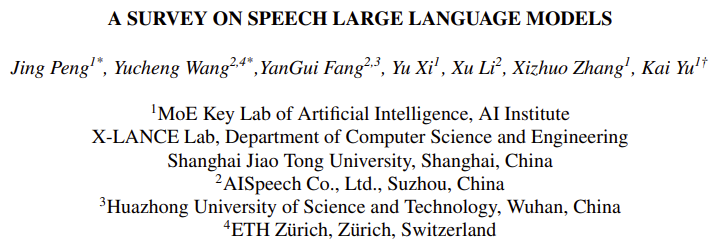 A SURVEY ON SPEECH LARGE LANGUAGE MODELS
Jing Peng¹*, Yucheng Wang²,⁴*,YanGui Fang²,³, Yu Xi¹, Xu Li², Xizhuo Zhang¹, Kai Yu¹†
¹MoE Key Lab of Artificial Intelligence, AI Institute
X-LANCE Lab, Department of Computer Science and Engineering
Shanghai Jiao Tong University, Shanghai, China
²AISpeech Co., Ltd., Suzhou, China
³Huazhong University of Science and Technology, Wuhan, China
⁴ETH Zürich, Zürich, Switzerland